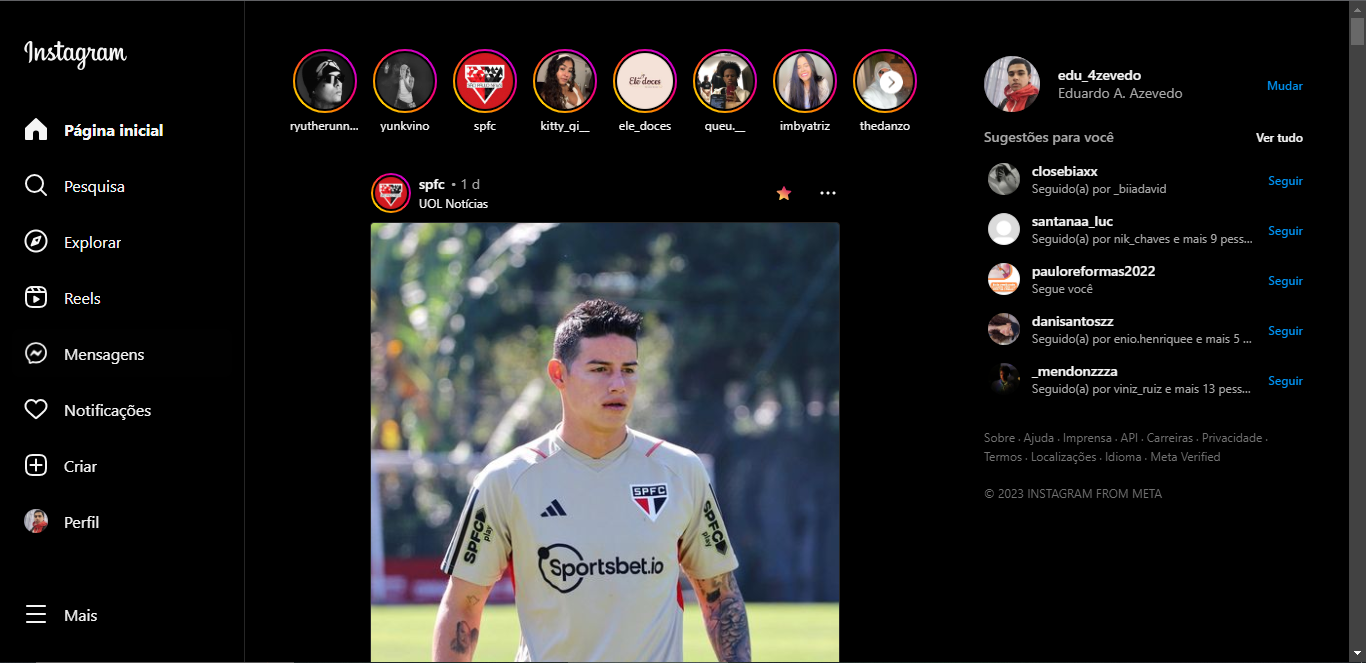 Instagram
Página inicial
Pesquisa
Explorar
Reels
Mensagens
Notificações
Criar
Perfil
Mais
ryutherunn...
yunkvino
spfc
kitty_qi__
ele_doces
queu.__
imbyatriz
thedanzo
Ele doces
spfc • 1 d
UOL Notícias
SPFC
SPFC
play
SPFC
play
Sportsbet.io
edu_4zevedo
Eduardo A. Azevedo
Mudar
Sugestões para você
Ver tudo
closebiaxx
Seguido(a) por _biiadavid
Seguir
santanaa_luc
Seguido(a) por nik_chaves e mais 9 pess...
Seguir
pauloreformas2022
Segue você
Seguir
danisantoszz
Seguido(a) por enio.henriquee e mais 5 ...
Seguir
_mendonzzza
Seguido(a) por viniz_ruiz e mais 13 pess...
Seguir
Sobre · Ajuda · Imprensa · API · Carreiras · Privacidade ·
Termos · Localizações · Idioma · Meta Verified
© 2023 INSTAGRAM FROM META